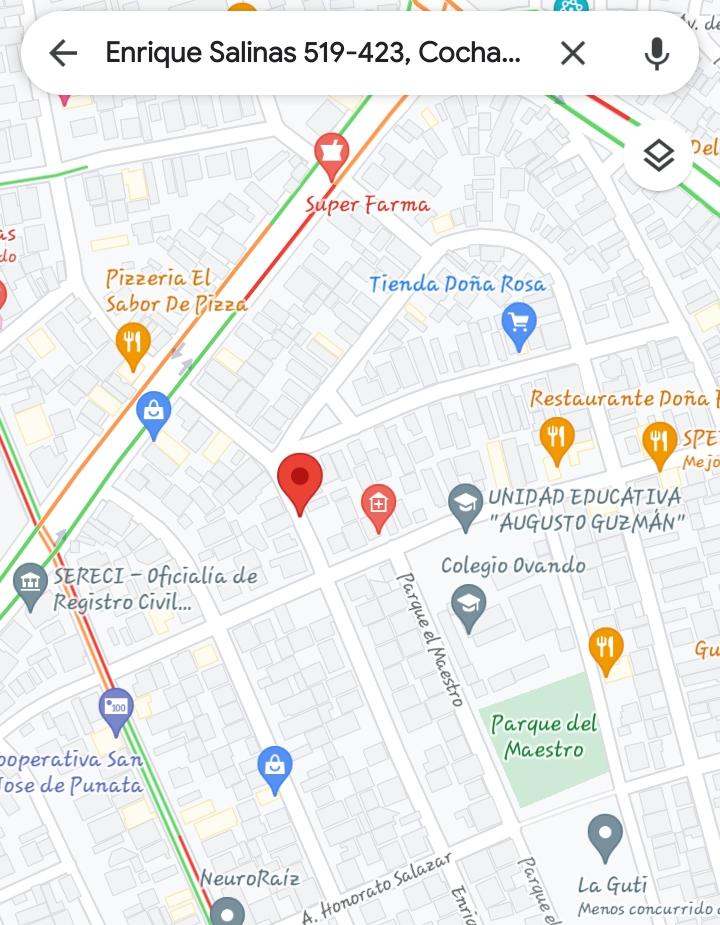 Enrique Salinas 519-423, Cocha...
Av. de
Del
Super Farma
as
do
Pizzeria El
Sabor De Pizza
Tienda Doña Rosa
Restaurante Doña
SPE
Mejo
UNIDAD EDUCATIVA
"AUGUSTO GUZMÁN"
Colegio Ovando
SERECI – Oficialía de
Registro Civil...
Parque el Maestro
Gu
100
Parque del
Maestro
ooperativa San
Jose de Punata
NeuroRaíz
A. Honorato Salazar
Enriq
Parque el
La Guti
Menos concurrido